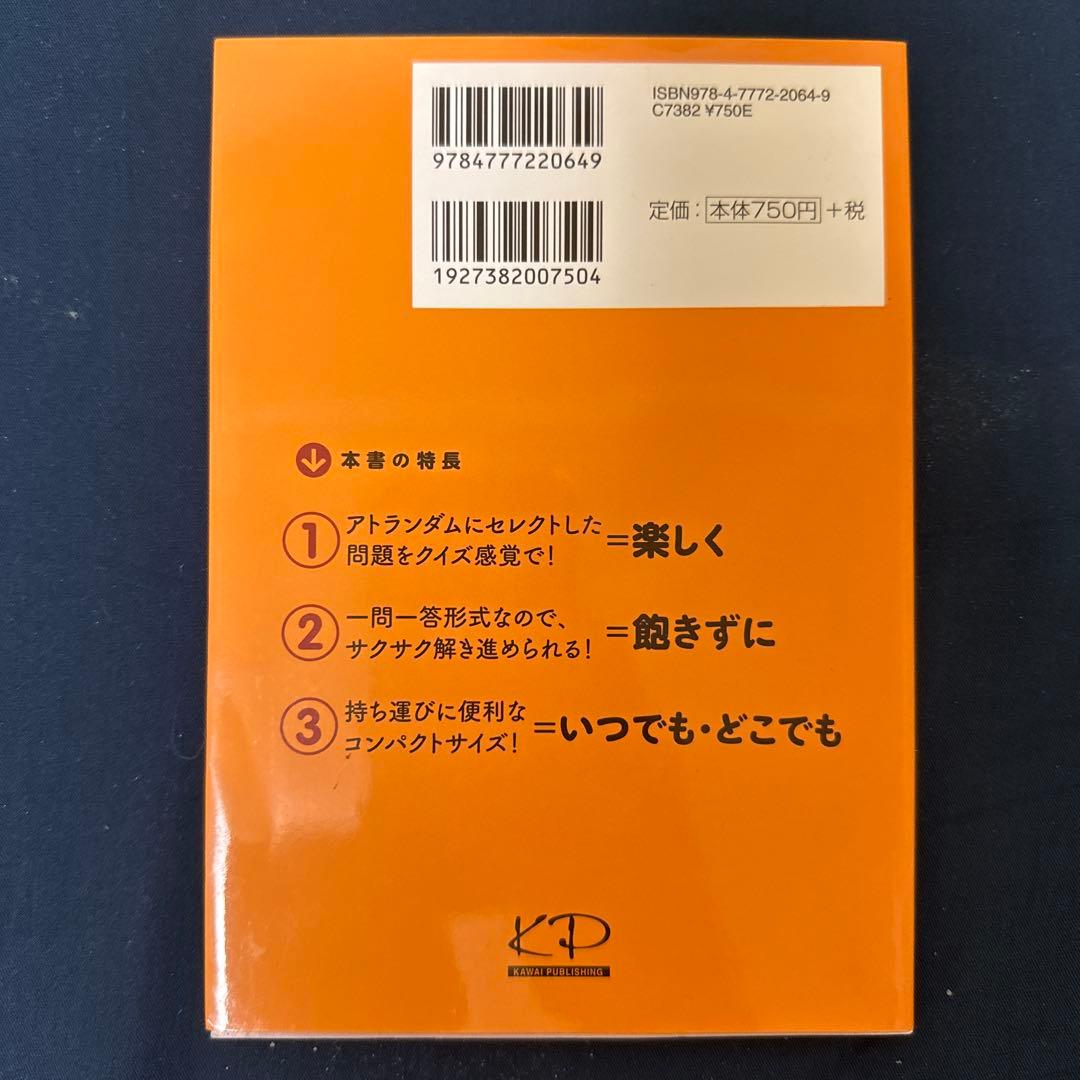 ISBN978-4-7772-2064-9
C7382 ¥750E
9784777220649
定価：本体750円＋税
1927382007504
本書の特長
1 アトランダムにセレクトした
問題をクイズ感覚で！
＝楽しく
2 一問一答形式なので、
サクサク解き進められる！
＝飽きずに
3 持ち運びに便利な
コンパクトサイズ！
＝いつでも・どこでも
KP
KAWAI PUBLISHING